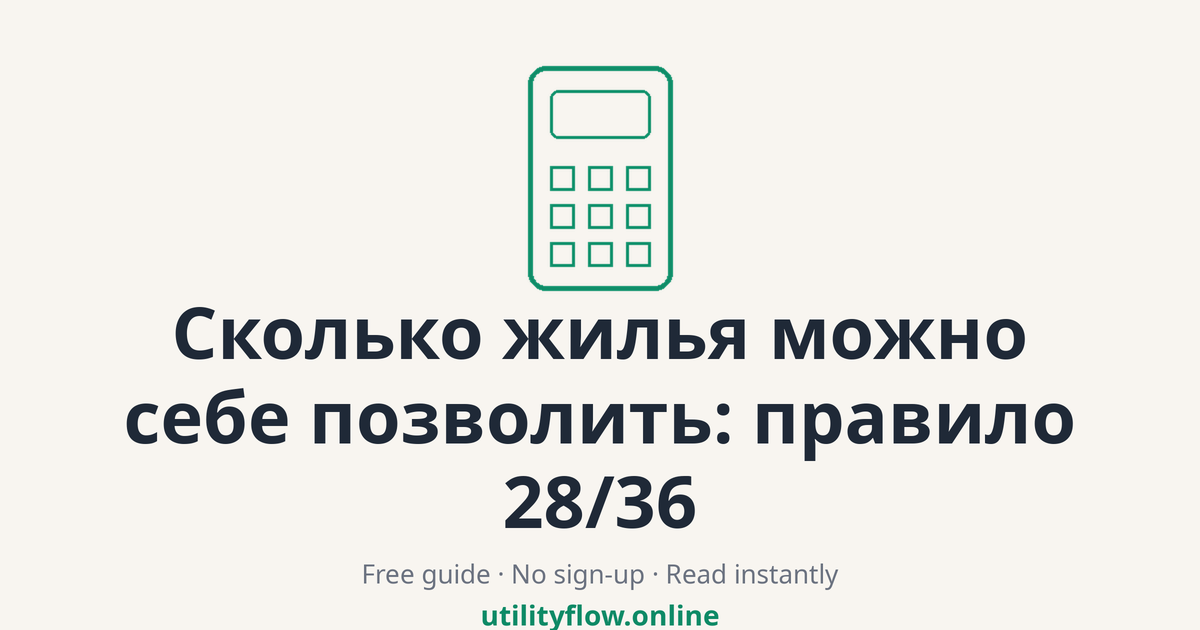 Сколько жилья можно
себе позволить: правило
28/36
Free guide · No sign-up · Read instantly
utilityflow.online